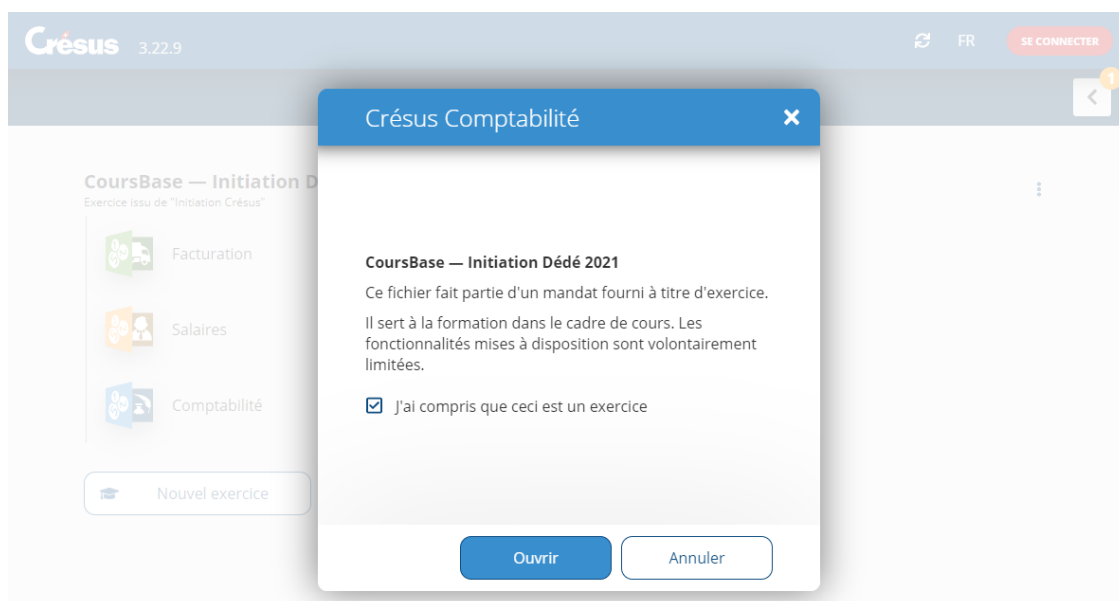 Crésus 3.22.9
FR
SE CONNECTER
1
Crésus Comptabilité
CoursBase — Initiation D
Exercice issu de "Initiation Crésus"
Facturation
Salaires
Comptabilité
Nouvel exercice
CoursBase — Initiation Dédé 2021
Ce fichier fait partie d'un mandat fourni à titre d'exercice.
Il sert à la formation dans le cadre de cours. Les
fonctionnalités mises à disposition sont volontairement
limitées.
J'ai compris que ceci est un exercice
Ouvrir
Annuler